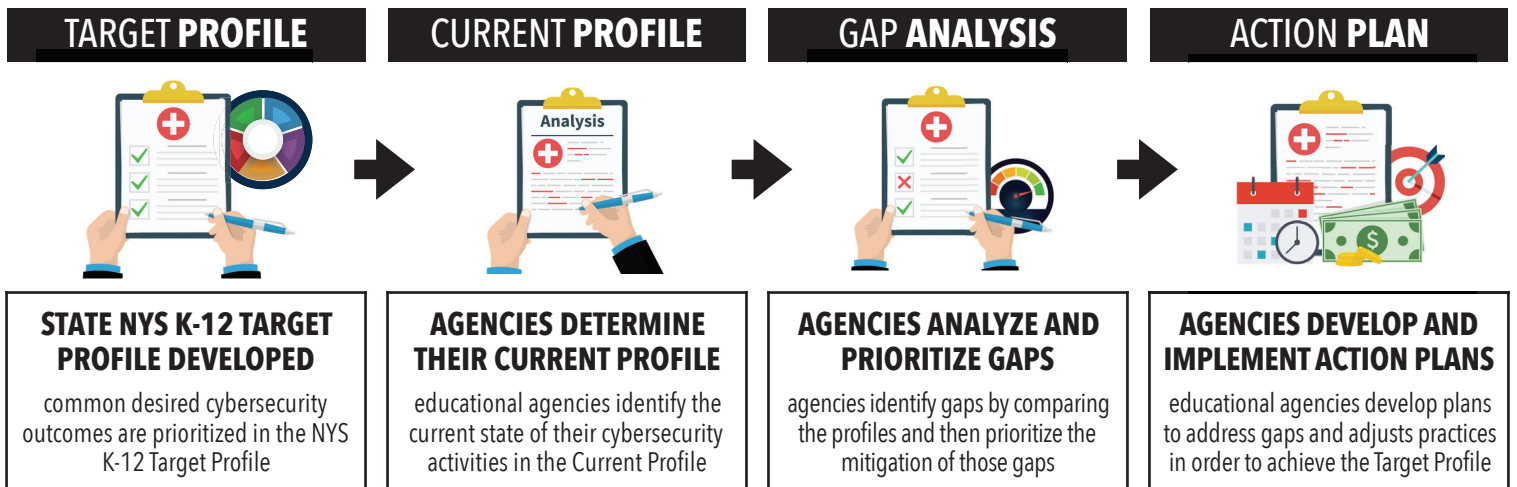 TARGET PROFILE
CURRENT PROFILE
GAP ANALYSIS
ACTION PLAN
Analysis
$
STATE NYS K-12 TARGET
PROFILE DEVELOPED
common desired cybersecurity
outcomes are prioritized in the NYS
K-12 Target Profile
AGENCIES DETERMINE
THEIR CURRENT PROFILE
educational agencies identify the
current state of their cybersecurity
activities in the Current Profile
AGENCIES ANALYZE AND
PRIORITIZE GAPS
agencies identify gaps by comparing
the profiles and then prioritize the
mitigation of those gaps
AGENCIES DEVELOP AND
IMPLEMENT ACTION PLANS
educational agencies develop plans
to address gaps and adjusts practices
in order to achieve the Target Profile